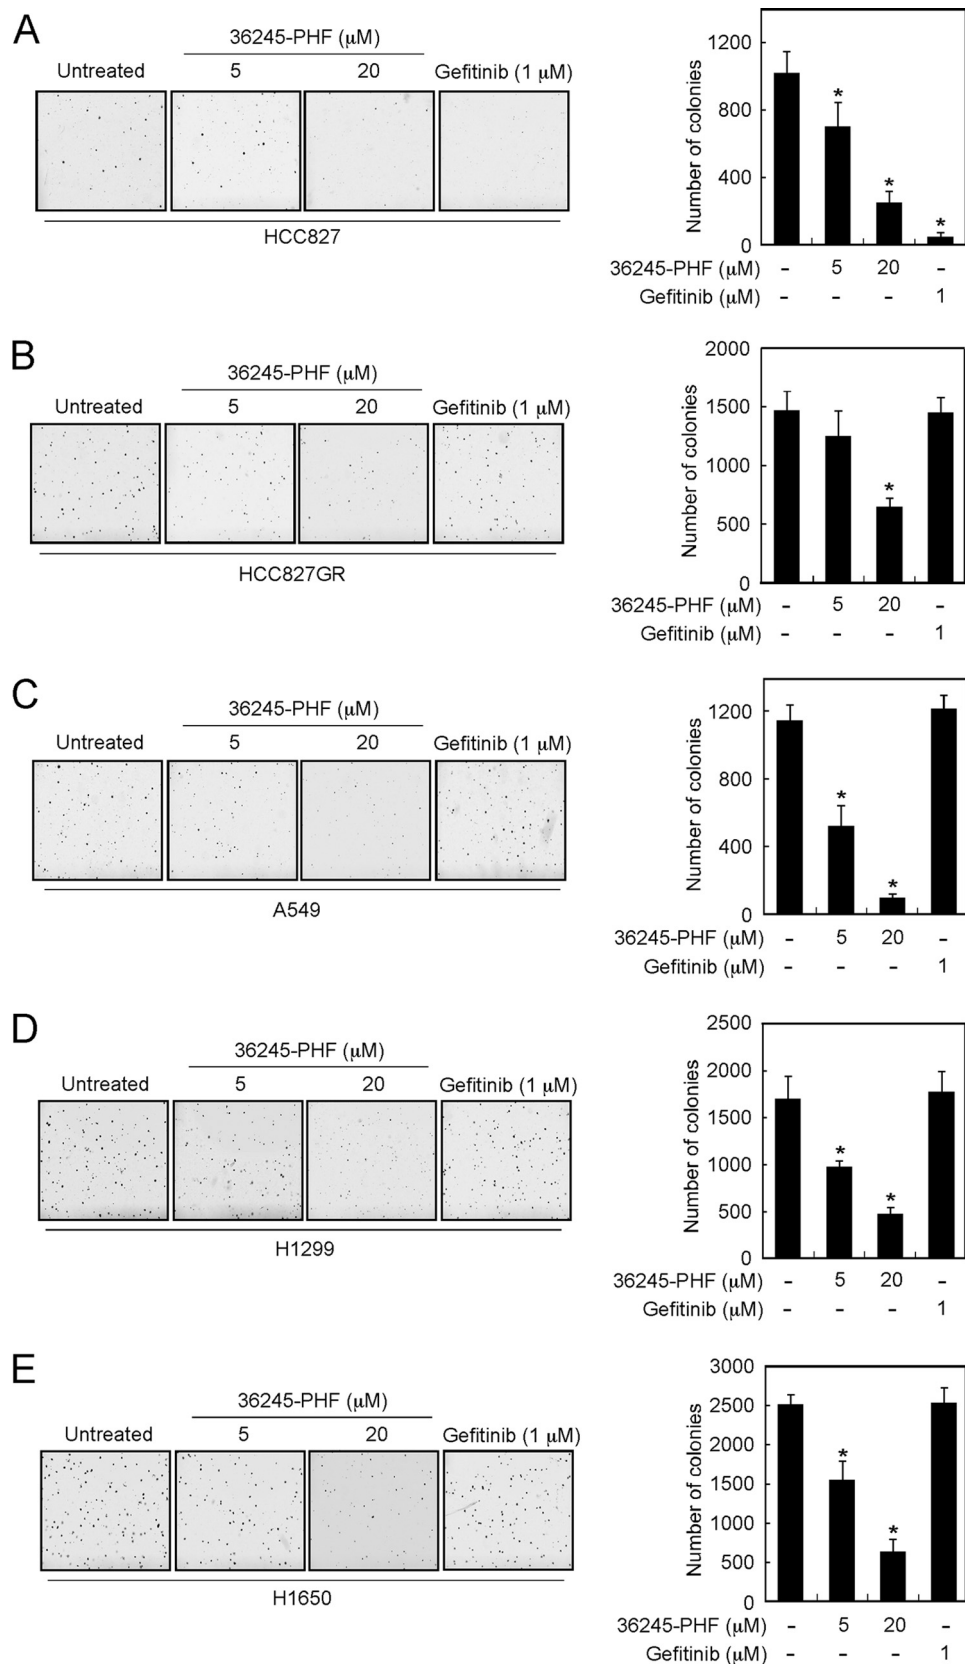 A
36245-PHF (μM)
Untreated 5 20 Gefitinib (1 μM)
HCC827
Number of colonies
1200
800
400
0
* * *
36245-PHF (μM) - 5 20 -
Gefitinib (μM) - - - 1
B
36245-PHF (μM)
Untreated 5 20 Gefitinib (1 μM)
HCC827GR
Number of colonies
2000
1500
1000
500
0
*
36245-PHF (μM) - 5 20 -
Gefitinib (μM) - - - 1
C
36245-PHF (μM)
Untreated 5 20 Gefitinib (1 μM)
A549
Number of colonies
1200
800
400
0
* *
36245-PHF (μM) - 5 20 -
Gefitinib (μM) - - - 1
D
36245-PHF (μM)
Untreated 5 20 Gefitinib (1 μM)
H1299
Number of colonies
2500
2000
1500
1000
500
0
* *
36245-PHF (μM) - 5 20 -
Gefitinib (μM) - - - 1
E
36245-PHF (μM)
Untreated 5 20 Gefitinib (1 μM)
H1650
Number of colonies
3000
2500
2000
1500
1000
500
0
* *
36245-PHF (μM) - 5 20 -
Gefitinib (μM) - - - 1